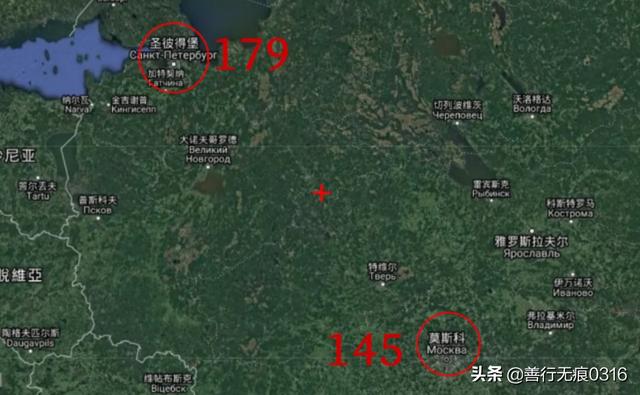 圣彼得堡
Санкт-Петербург
179
加特契纳
Гатчина
纳尔瓦
Narva
金吉谢普
Кингисепп
切列波维茨
Череповец
沃洛格达
Вологда
大诺夫哥罗德
Великий
Новгород
沙尼亚
塔尔丢夫
Tartu
普斯科夫
Псков
雷宾斯克
Рыбинск
科斯特罗马
Кострома
雅罗斯拉夫尔
Ярославль
特维尔
Тверь
伊万诺沃
Иваново
脫維亞
弗拉基米尔
Владимир
145
莫斯科
Москва
陶格夫匹尔斯
Daugavpils
维帖布斯克
Віцебск
头条 @善行无痕0316